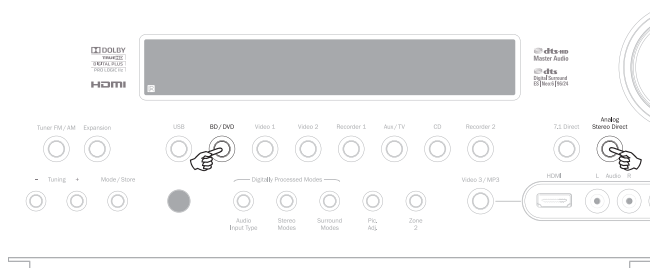 DOLBY
TRUEHD
DIGITAL PLUS
PRO LOGIC IIz
HDMI
dts-HD
Master Audio
dts
Digital Surround
ES | Neo:6 | 96/24
Tuner FM / AM
Expansion
USB
BD / DVD
Video 1
Video 2
Recorder 1
Aux / TV
CD
Recorder 2
7.1 Direct
Analog
Stereo Direct
− Tuning +
Mode / Store
Digitally Processed Modes
Video 3 / MP3
HDMI
L Audio R
Audio
Input Type
Stereo
Modes
Surround
Modes
Pic.
Adj.
Zone
2